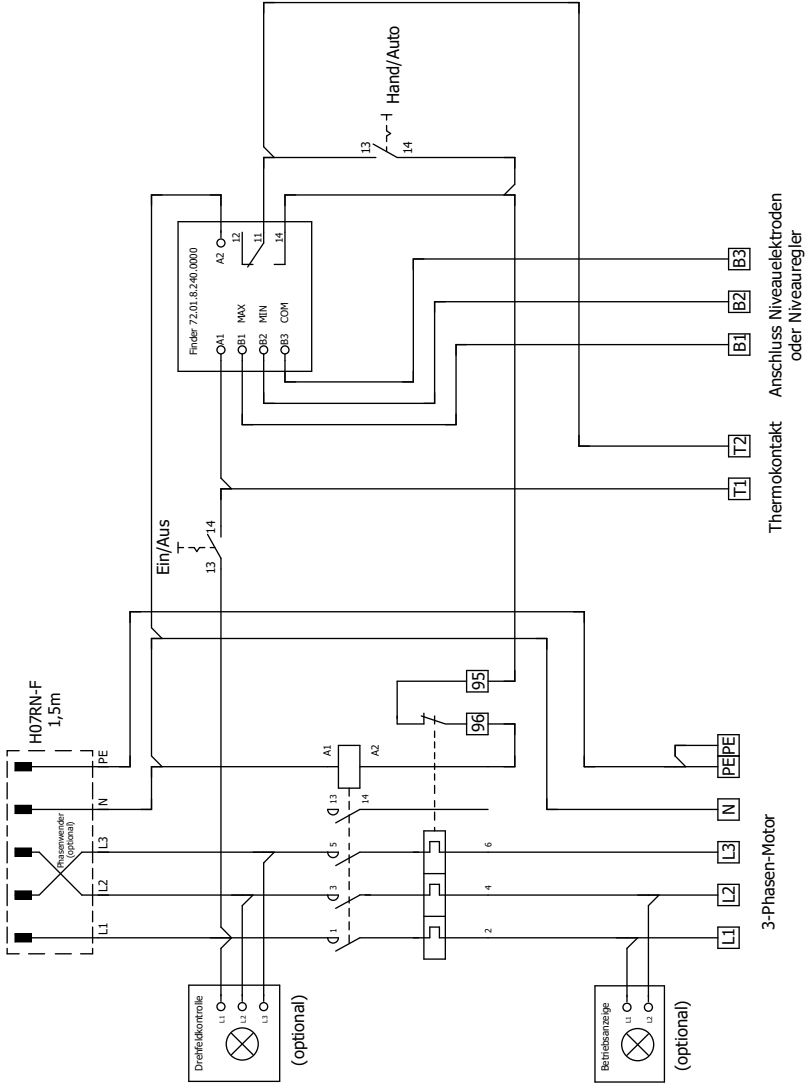 H07RN-F
1,5m
Phasenwender
(optional)
L1
L2
L3
N
PE
Drehfeldkontrolle
L1
L2
L3
(optional)
Ein/Aus
13
14
Finder 72.01.8.240.0000
A1
A2
B1 MAX
B2 MIN
B3 COM
12
11
14
Hand/Auto
13
14
1
3
5
13
14
A1
A2
96
95
2
4
6
Betriebsanzeige
L1
L2
(optional)
L1
L2
L3
N
PE
PE
T1
T2
B1
B2
B3
3-Phasen-Motor
Thermokontakt
Anschluss Niveauelektroden
oder Niveauregler